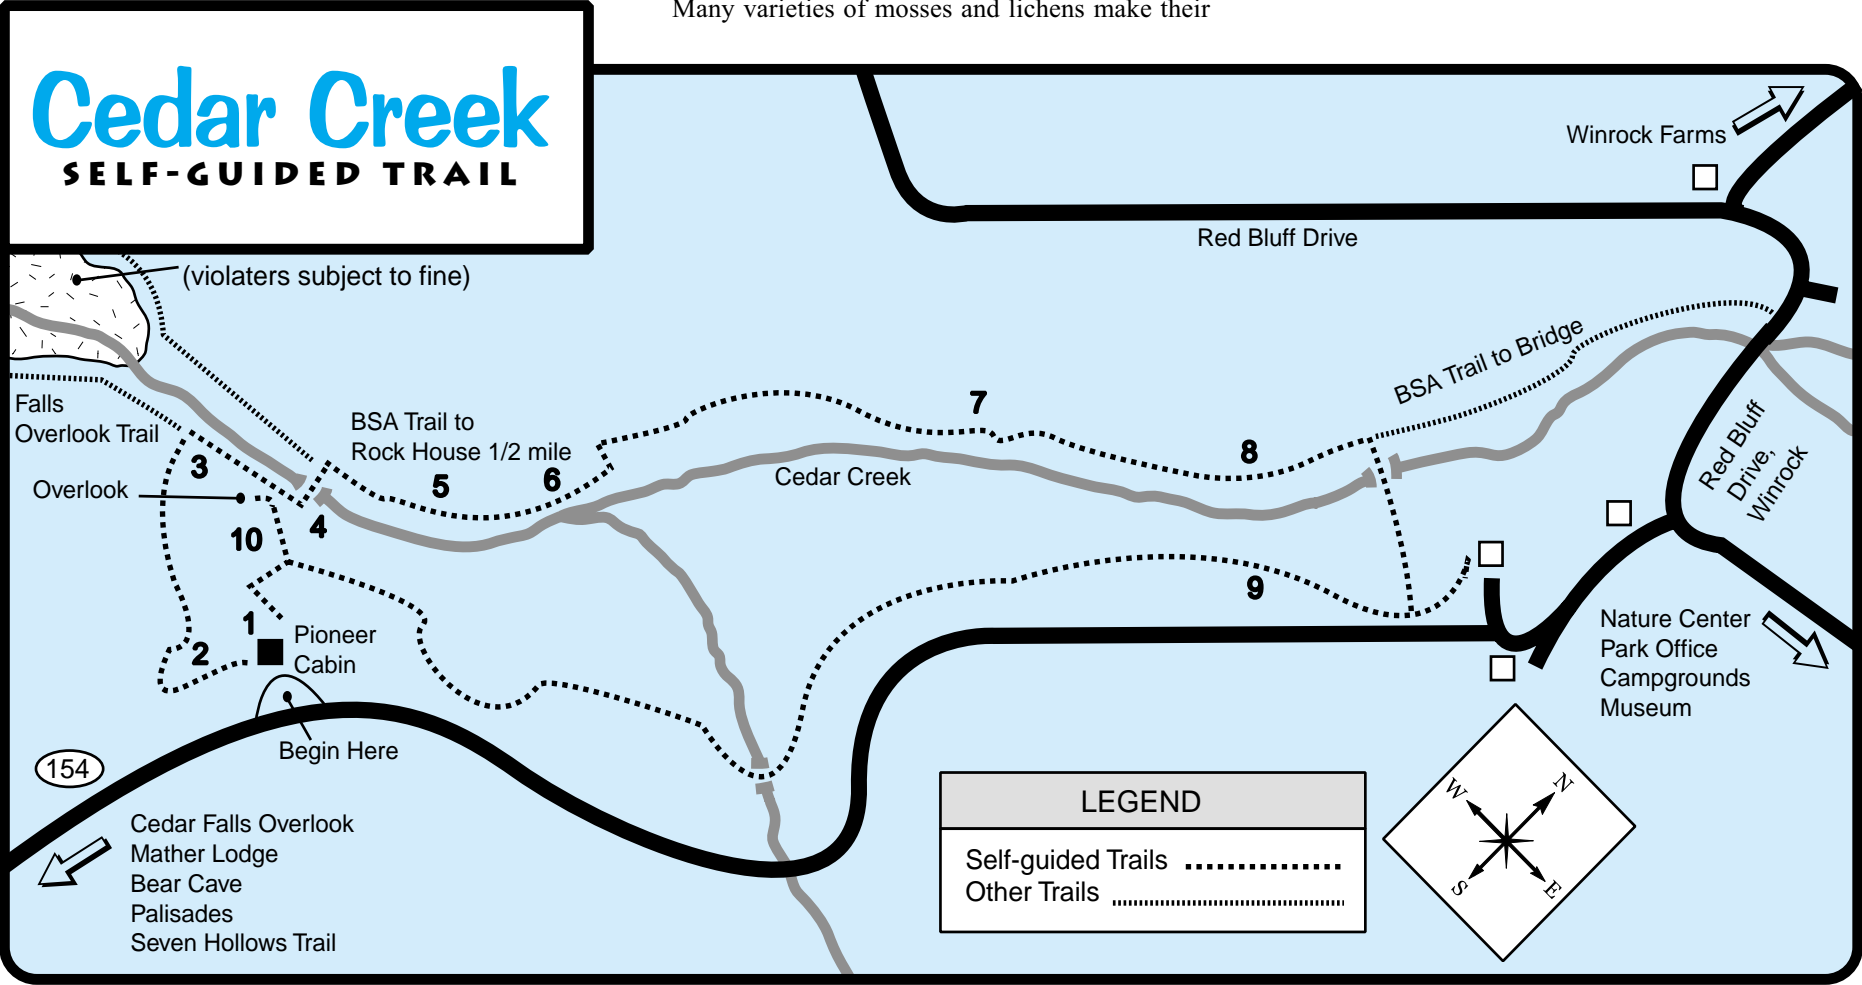 Many varieties of mosses and lichens make their
Cedar Creek
SELF-GUIDED TRAIL
(violaters subject to fine)
Winrock Farms
Red Bluff Drive
BSA Trail to Bridge
Falls
Overlook Trail
BSA Trail to
Rock House 1/2 mile
3
Overlook
5
6
7
8
4
10
Cedar Creek
Red Bluff
Drive,
Winrock
9
1
2
Pioneer
Cabin
Begin Here
Nature Center
Park Office
Campgrounds
Museum
154
Cedar Falls Overlook
Mather Lodge
Bear Cave
Palisades
Seven Hollows Trail
LEGEND
Self-guided Trails
Other Trails
W
N
S
E